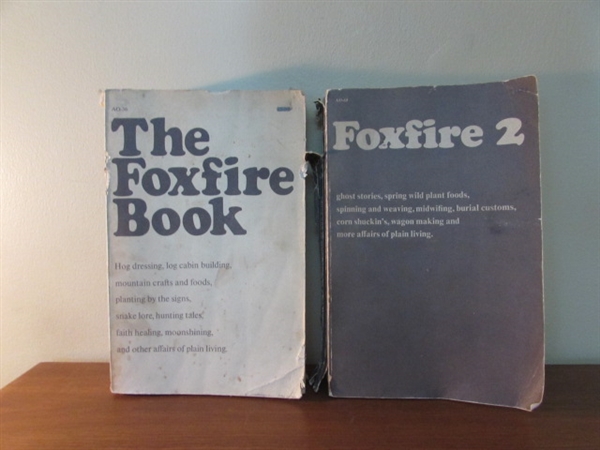 The
Foxfire
Book
Hog dressing, log cabin building,
mountain crafts and foods,
planting by the signs,
snake lore, hunting tales,
faith healing, moonshining,
and other affairs of plain living.
Foxfire 2
ghost stories, spring wild plant foods,
spinning and weaving, midwifing, burial customs,
corn shuckin's, wagon making and
more affairs of plain living.